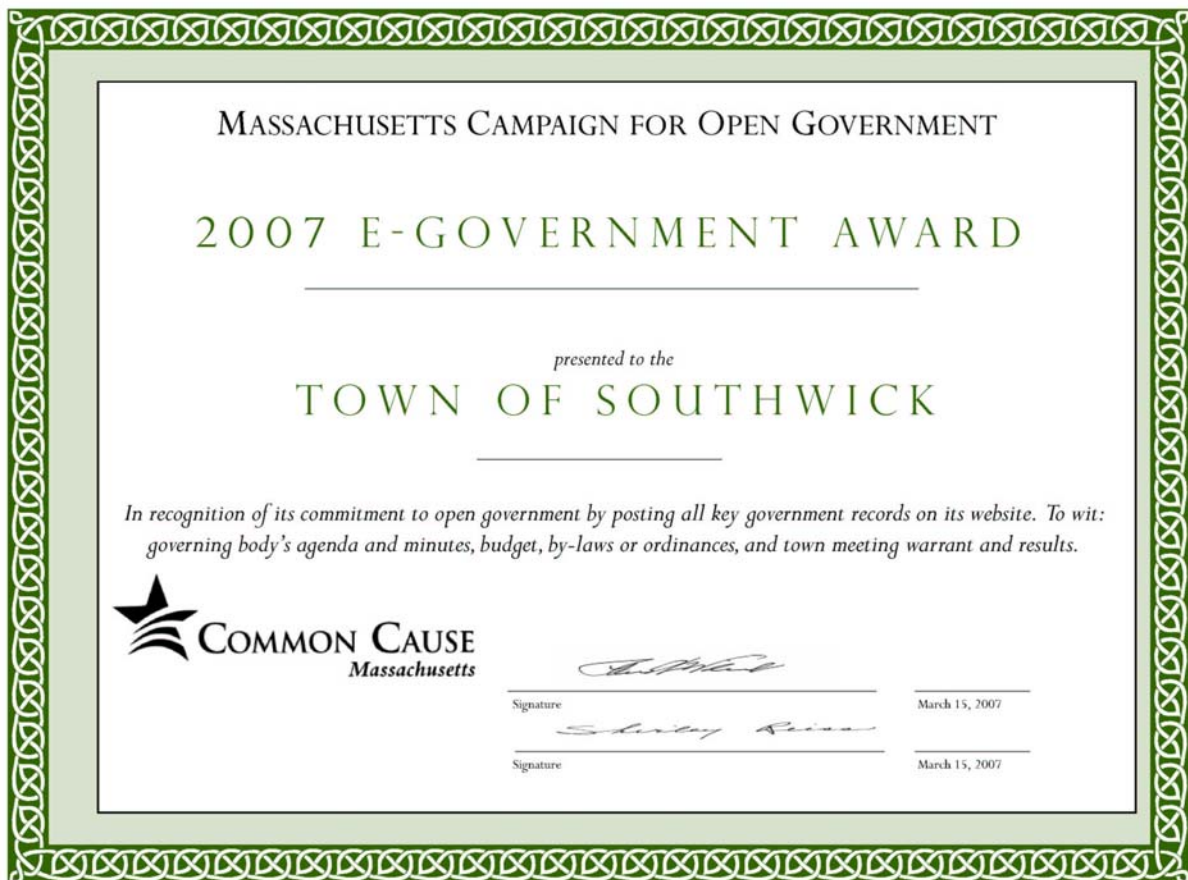 MASSACHUSETTS CAMPAIGN FOR OPEN GOVERNMENT
2007 E-GOVERNMENT AWARD
presented to the
TOWN OF SOUTHWICK
In recognition of its commitment to open government by posting all key government records on its website. To wit:
governing body's agenda and minutes, budget, by-laws or ordinances, and town meeting warrant and results.
COMMON CAUSE
Massachusetts
Signature
March 15, 2007
Shirley Reiss
Signature
March 15, 2007